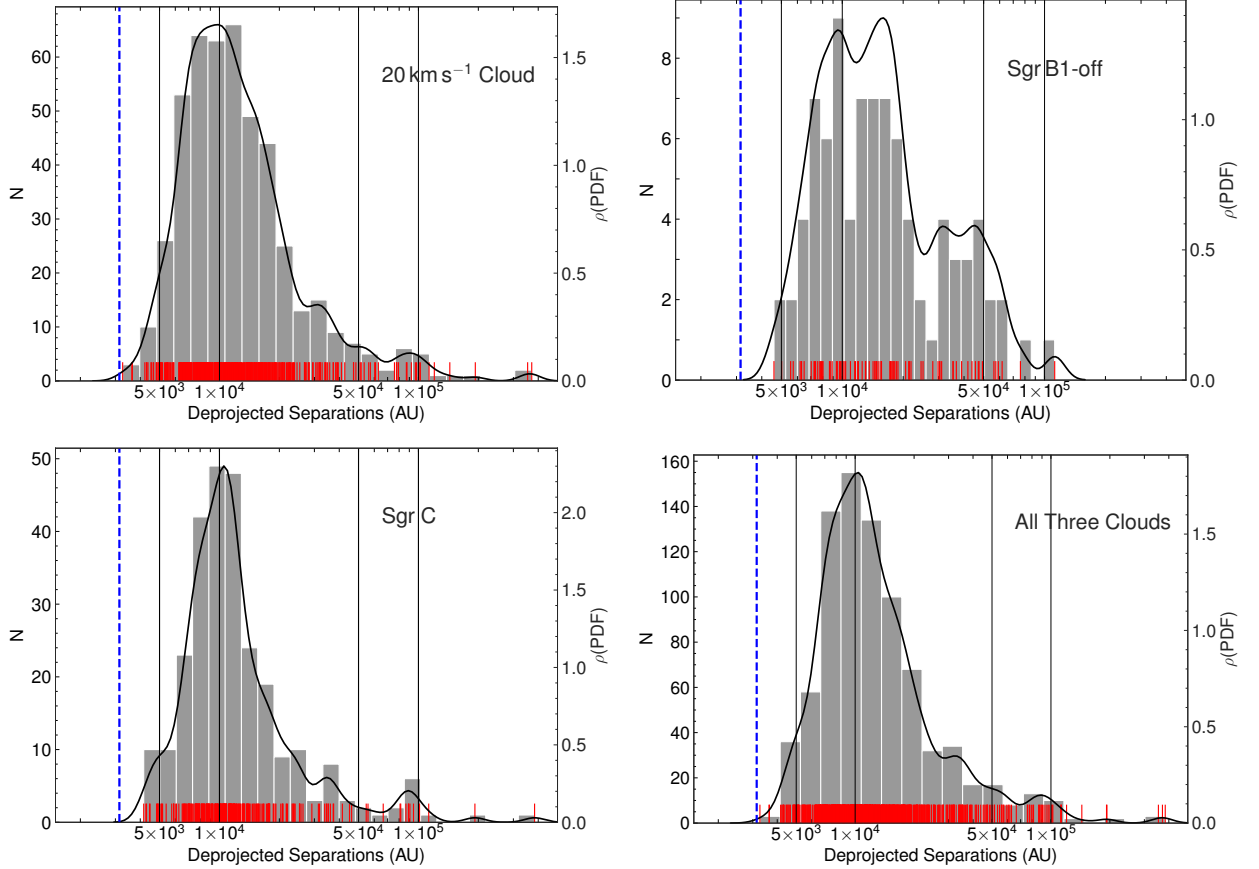 20 km s⁻¹ Cloud
N
60
50
40
30
20
10
0
1.5
1.0
0.5
0.0
ρ(PDF)
5×10³ 1×10⁴ 5×10⁴ 1×10⁵
Deprojected Separations (AU)
Sgr B1-off
N
8
6
4
2
0
1.0
0.5
0.0
ρ(PDF)
5×10³ 1×10⁴ 5×10⁴ 1×10⁵
Deprojected Separations (AU)
Sgr C
N
50
40
30
20
10
0
2.0
1.5
1.0
0.5
0.0
ρ(PDF)
5×10³ 1×10⁴ 5×10⁴ 1×10⁵
Deprojected Separations (AU)
All Three Clouds
N
160
140
120
100
80
60
40
20
0
1.5
1.0
0.5
0.0
ρ(PDF)
5×10³ 1×10⁴ 5×10⁴ 1×10⁵
Deprojected Separations (AU)